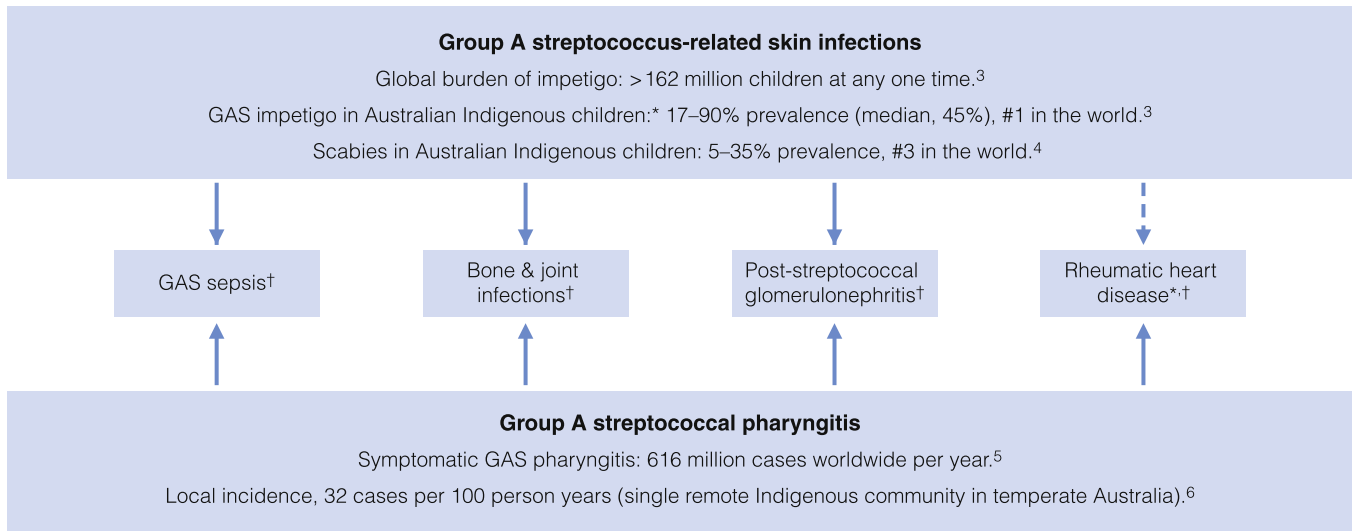 Group A streptococcus-related skin infections
Global burden of impetigo: >162 million children at any one time.3
GAS impetigo in Australian Indigenous children:* 17–90% prevalence (median, 45%), #1 in the world.3
Scabies in Australian Indigenous children: 5–35% prevalence, #3 in the world.4
GAS sepsis†
Bone & joint
infections†
Post-streptococcal
glomerulonephritis†
Rheumatic heart
disease*,†
Group A streptococcal pharyngitis
Symptomatic GAS pharyngitis: 616 million cases worldwide per year.5
Local incidence, 32 cases per 100 person years (single remote Indigenous community in temperate Australia).6